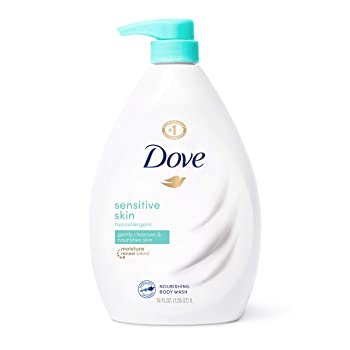 #1
Dove
sensitive
skin
hypoallergenic
gently cleanses &
nourishes skin
moisture
renew blend
NOURISHING
BODY WASH
34 FL OZ (1.06 QT) 1L